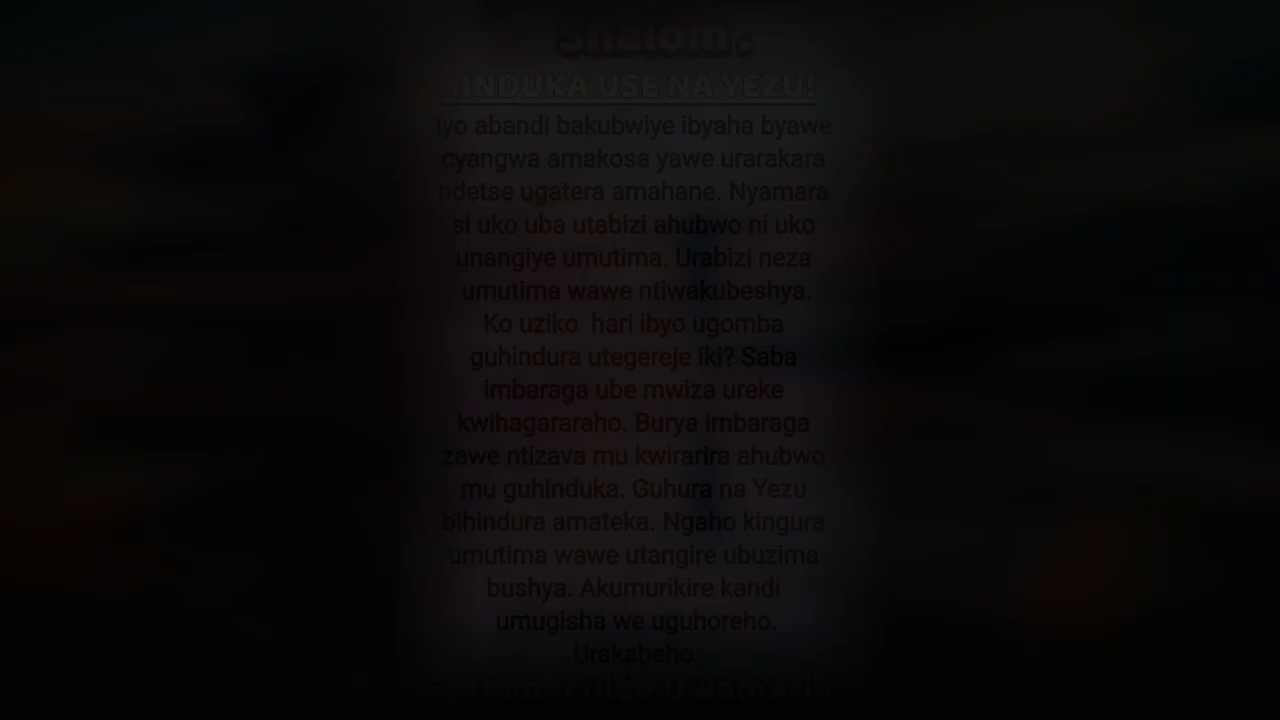 Shalom!
HINDUKA USE NA YEZU!
Iyo abandi bakubwiye ibyaha byawe
cyangwa amakosa yawe urarakara
ndetse ugatera amahane. Nyamara
si uko uba utabizi ahubwo ni uko
unangiye umutima. Urabizi neza
umutima wawe ntiwakubeshya.
Ko uziko hari ibyo ugomba
guhindura utegereje iki? Saba
imbaraga ube mwiza ureke
kwihagararaho. Burya imbaraga
zawe ntizava mu kwirarira ahubwo
mu guhinduka. Guhura na Yezu
bihindura amateka. Ngaho kingura
umutima wawe utangire ubuzima
bushya. Akumurikire kandi
umugisha we uguhoreho.
Urakabaho